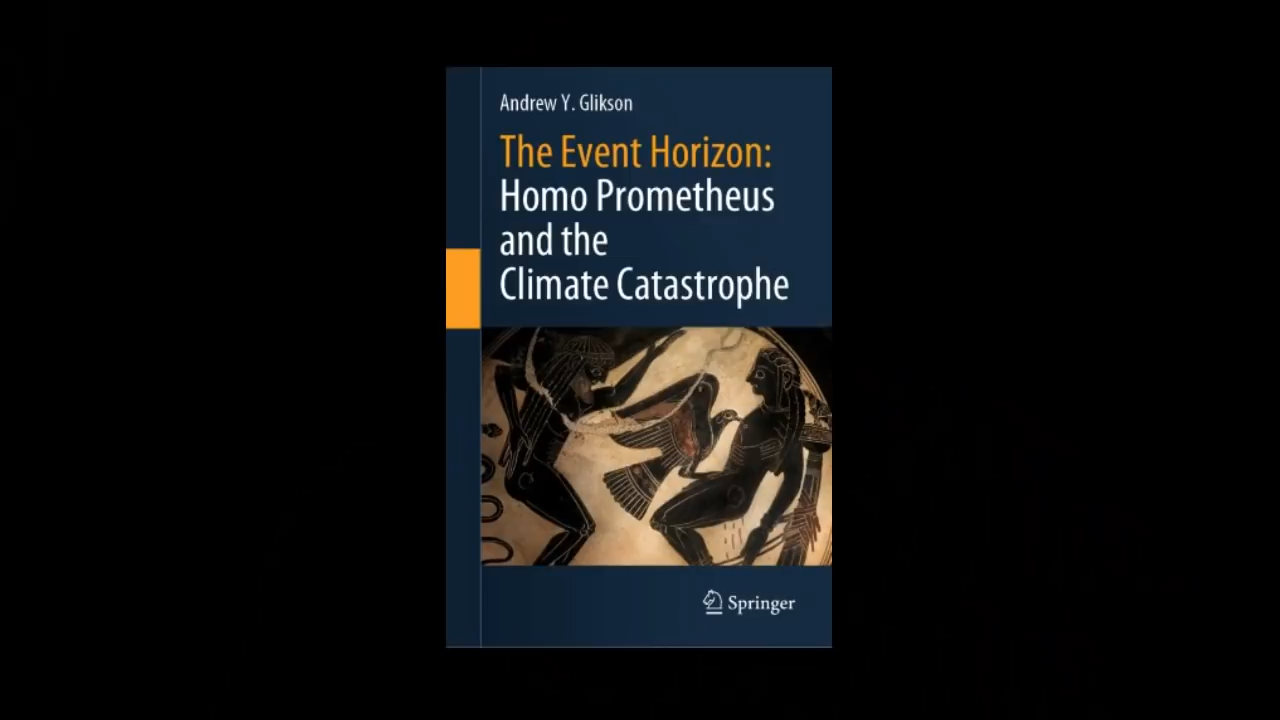 Andrew Y. Glikson
The Event Horizon:
Homo Prometheus
and the
Climate Catastrophe
Springer